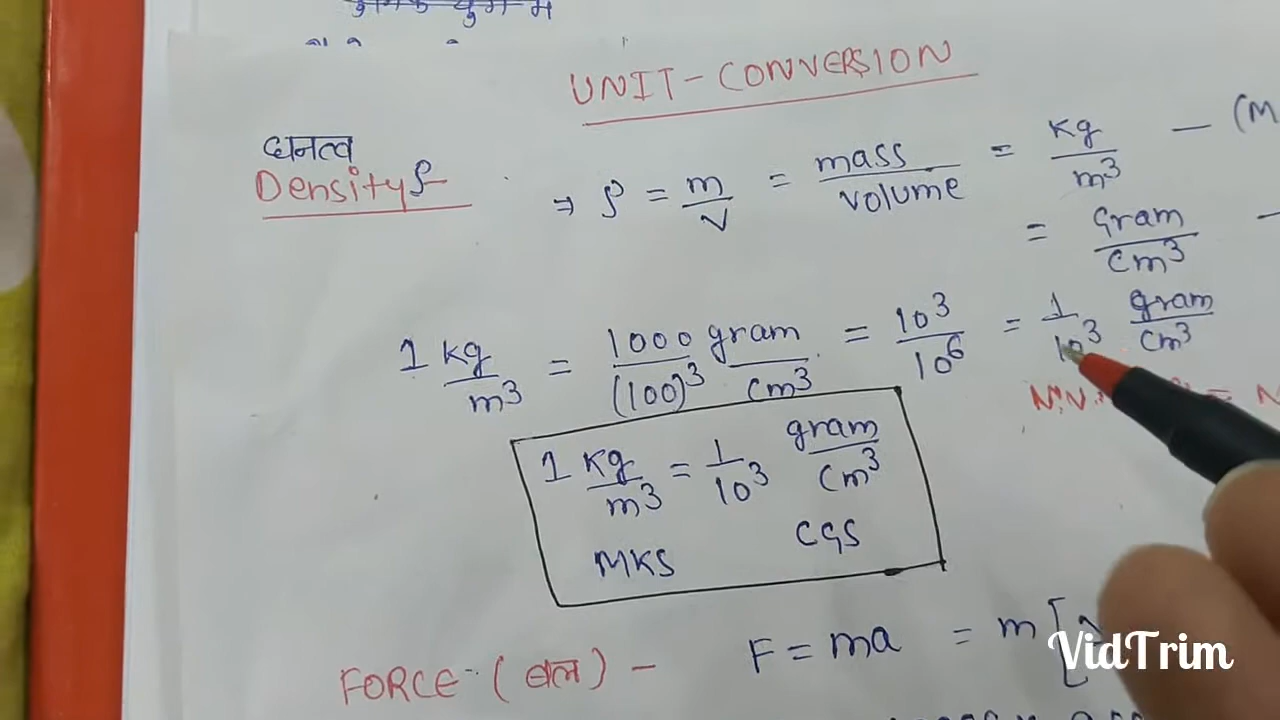 UNIT - CONVERSION
घनत्व
Density ρ-
⇒ ρ = m/V = mass/volume = Kg/m³ — (M
= Gram/cm³ —
1 kg/m³ = 1000/(100)³ gram/cm³ = 10³/10⁶ = 1/10³ gram/cm³
1 kg/m³ = 1/10³ gram/cm³
MKS CGS
FORCE - (बल) - F = ma = m [
VidTrim